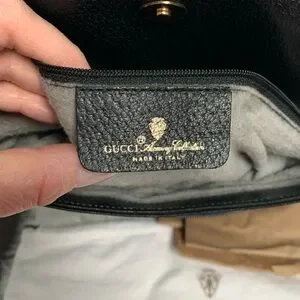 ®
GUCCI Accessory Collection
MADE IN ITALY